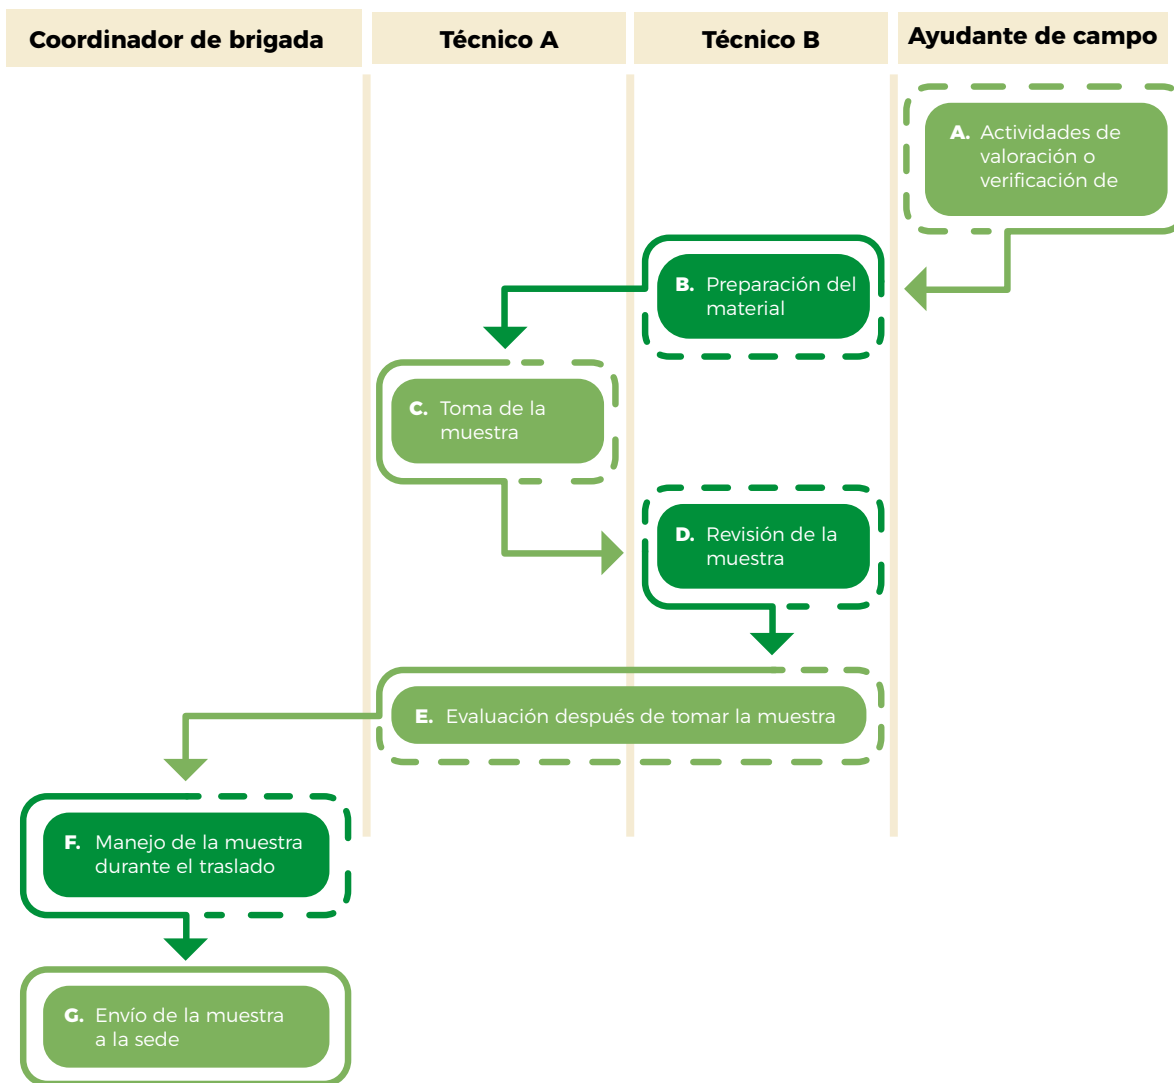 Coordinador de brigada
Técnico A
Técnico B
Ayudante de campo
A. Actividades de
valoración o
verificación de
B. Preparación del
material
C. Toma de la
muestra
D. Revisión de la
muestra
E. Evaluación después de tomar la muestra
F. Manejo de la muestra
durante el traslado
G. Envío de la muestra
a la sede